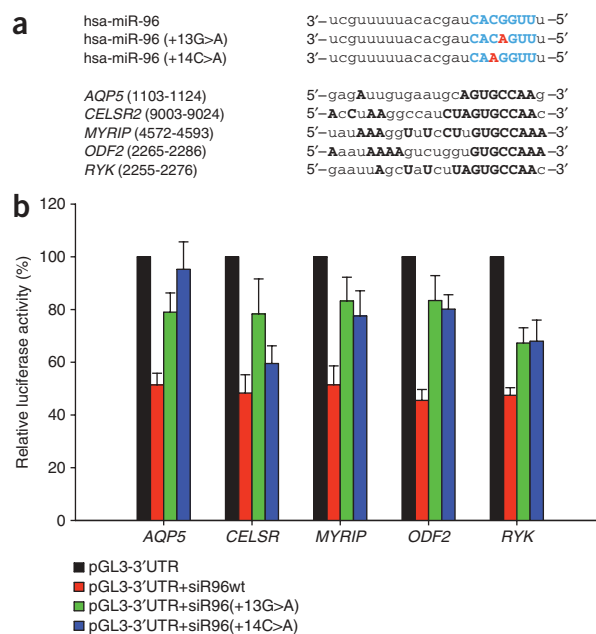 a
hsa-miR-96 3′–ucguuuuuacacgauCACGGUUu–5′
hsa-miR-96 (+13G>A) 3′–ucguuuuuacacgauCACAGUUu–5′
hsa-miR-96 (+14C>A) 3′–ucguuuuuacacgauCAAGGUUu–5′
AQP5 (1103-1124) 5′–gagAuuugugaaugcAGUGCCAAg–3′
CELSR2 (9003-9024) 5′–AcCuAAggccauCUAGUGCCAAc–3′
MYRIP (4572-4593) 5′–uauAAAggUuUcCUuGUGCCAAA–3′
ODF2 (2265-2286) 5′–AaauAAAAgucugguGUGCCAAA–3′
RYK (2255-2276) 5′–gaauuAgcUaUcuUAGUGCCAAc–3′
b
Relative luciferase activity (%)
120
100
80
60
40
20
0
AQP5 CELSR MYRIP ODF2 RYK
pGL3-3′UTR
pGL3-3′UTR+siR96wt
pGL3-3′UTR+siR96(+13G>A)
pGL3-3′UTR+siR96(+14C>A)